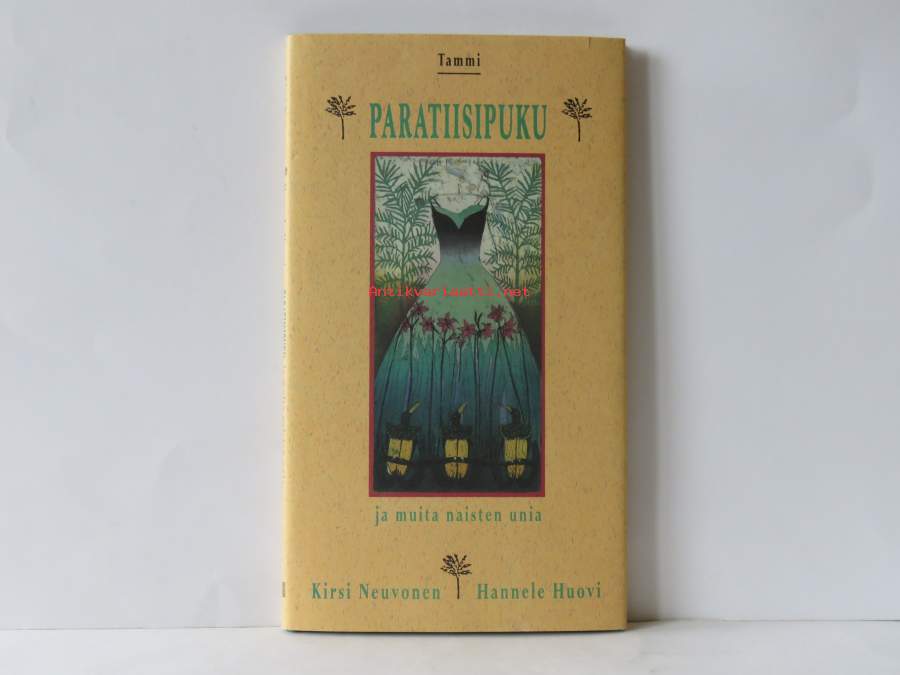 Tammi
PARATIISIPUKU
Antikvariaatti.net
ja muita naisten unia
Kirsi Neuvonen Hannele Huovi